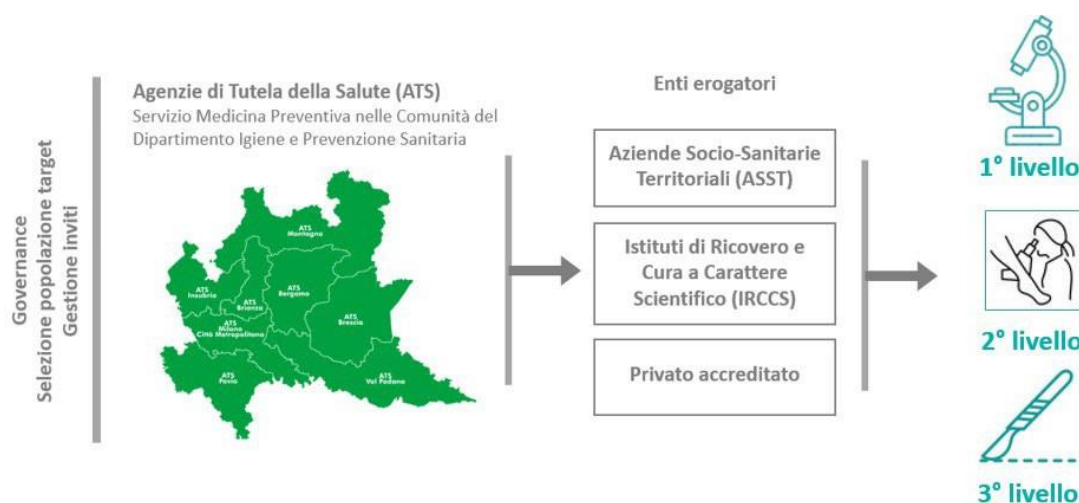 Governance
Selezione popolazione target
Gestione inviti
Agenzie di Tutela della Salute (ATS)
Servizio Medicina Preventiva nelle Comunità del
Dipartimento Igiene e Prevenzione Sanitaria
ATS
Montagna
ATS
Insubria
ATS
Brianza
ATS
Bergamo
ATS
Milano
Città Metropolitana
ATS
Brescia
ATS
Pavia
ATS
Val Padana
Enti erogatori
Aziende Socio-Sanitarie
Territoriali (ASST)
Istituti di Ricovero e
Cura a Carattere
Scientifico (IRCCS)
Privato accreditato
1° livello
2° livello
3° livello